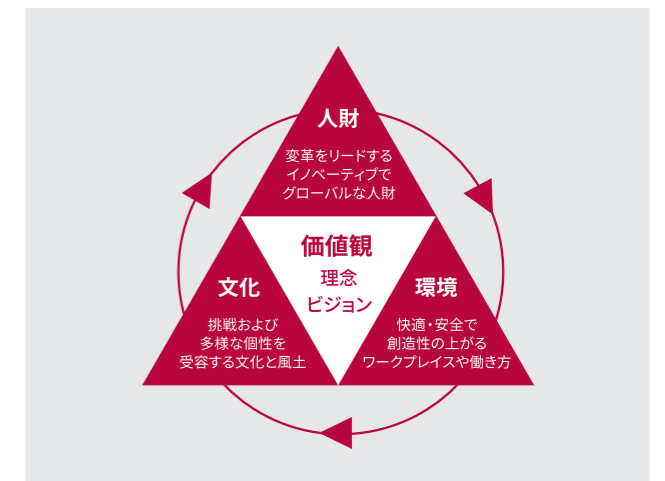 人財
変革をリードする
イノベーティブで
グローバルな人財
価値観
理念
ビジョン
文化
挑戦および
多様な個性を
受容する文化と風土
環境
快適・安全で
創造性の上がる
ワークプレイスや働き方